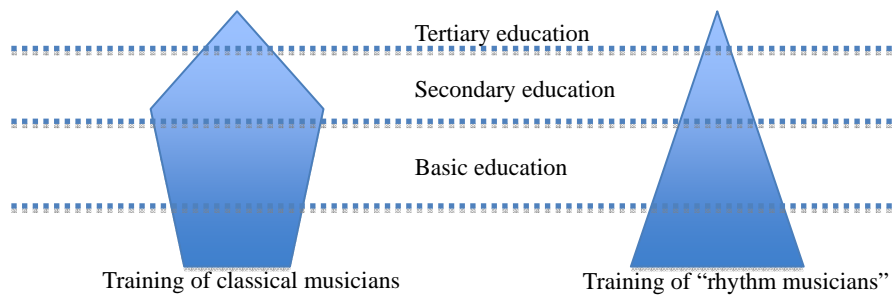 Tertiary education
Secondary education
Basic education
Training of classical musicians
Training of “rhythm musicians”